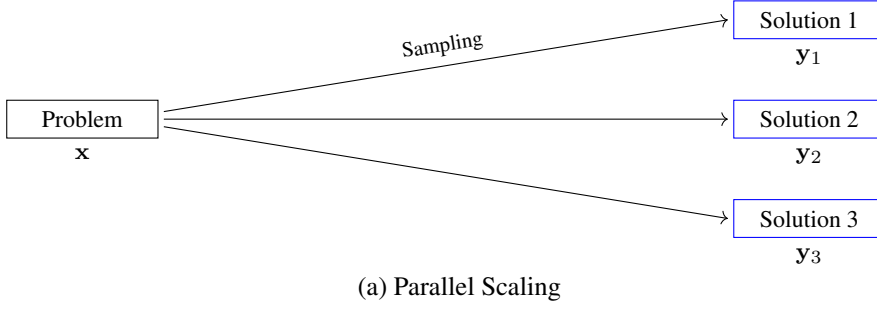 Solution 1
y₁
Sampling
Problem
x
Solution 2
y₂
Solution 3
y₃
(a) Parallel Scaling